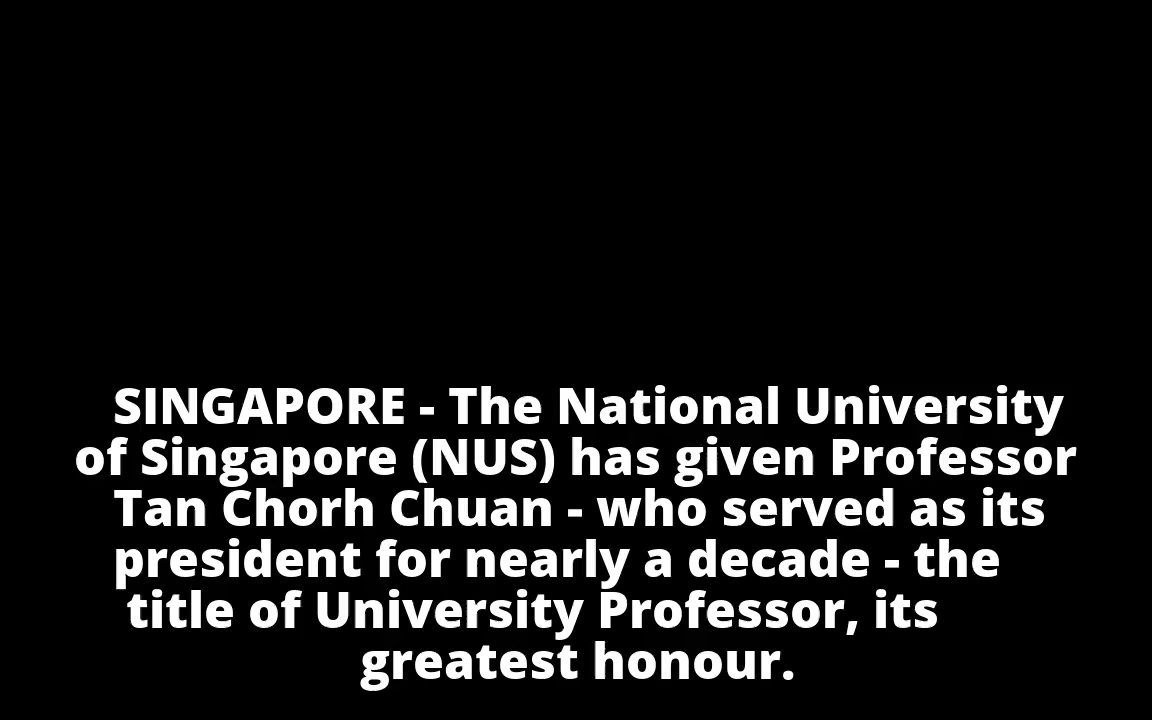 SINGAPORE - The National University
of Singapore (NUS) has given Professor
Tan Chorh Chuan - who served as its
president for nearly a decade - the
title of University Professor, its
greatest honour.